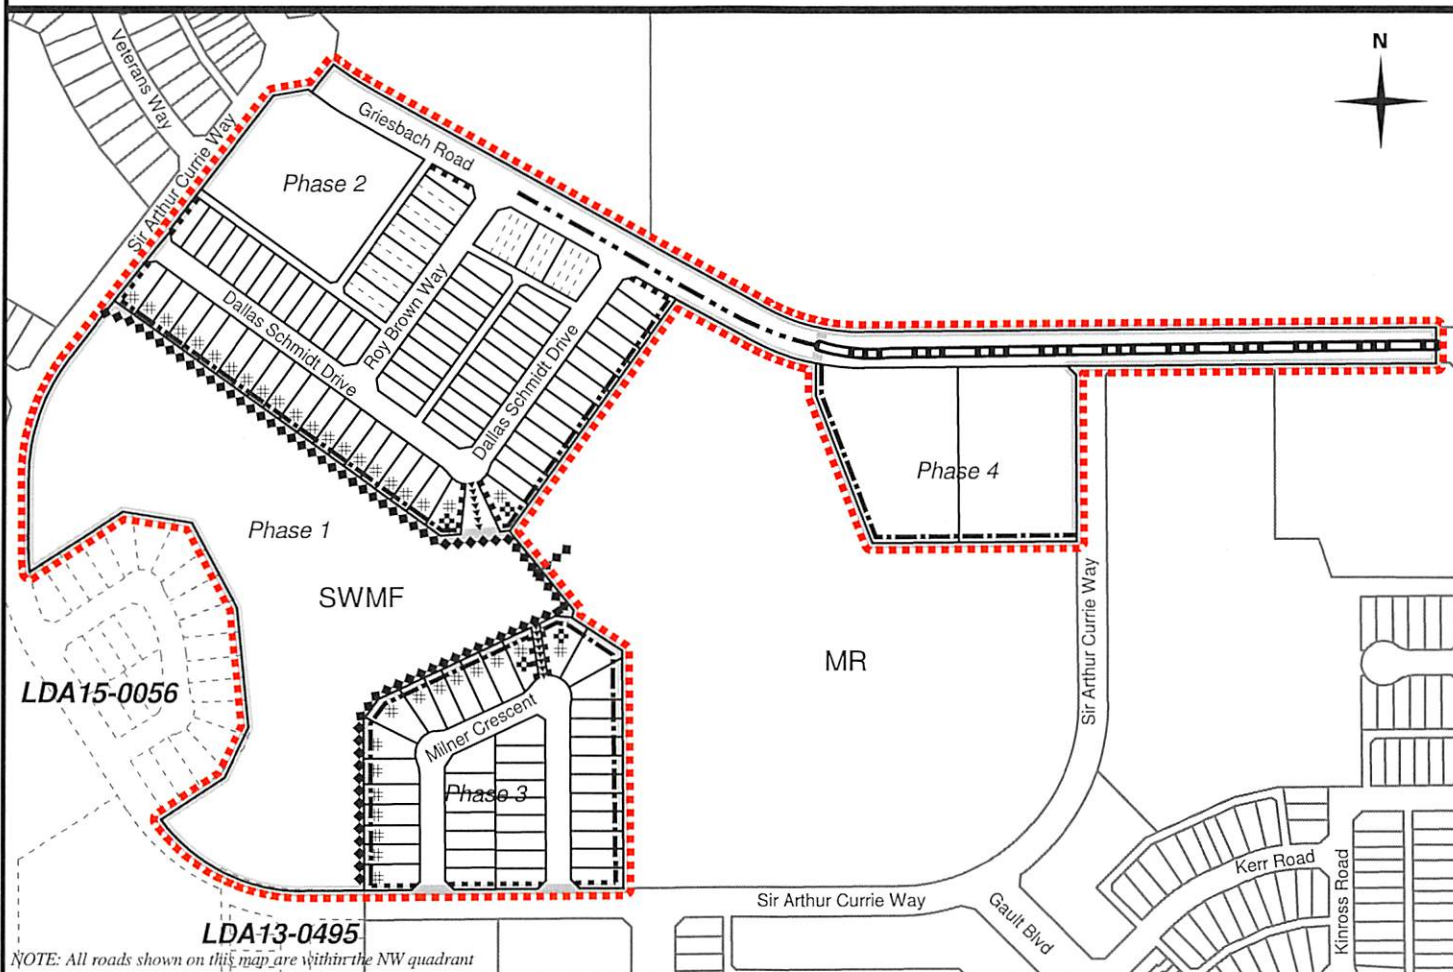 N
Veterans Way
Griesbach Road
Sir Arthur Currie Way
Phase 2
Roy Brown Way
Dallas Schmidt Drive
Dallas Schmidt Drive
Phase 4
Phase 1
SWMF
Sir Arthur Currie Way
MR
LDA15-0056
Milner Crescent
Phase 3
Kerr Road
Kinross Road
Sir Arthur Currie Way
Gault Blvd
LDA13-0495
NOTE: All roads shown on this map are within the NW quadrant